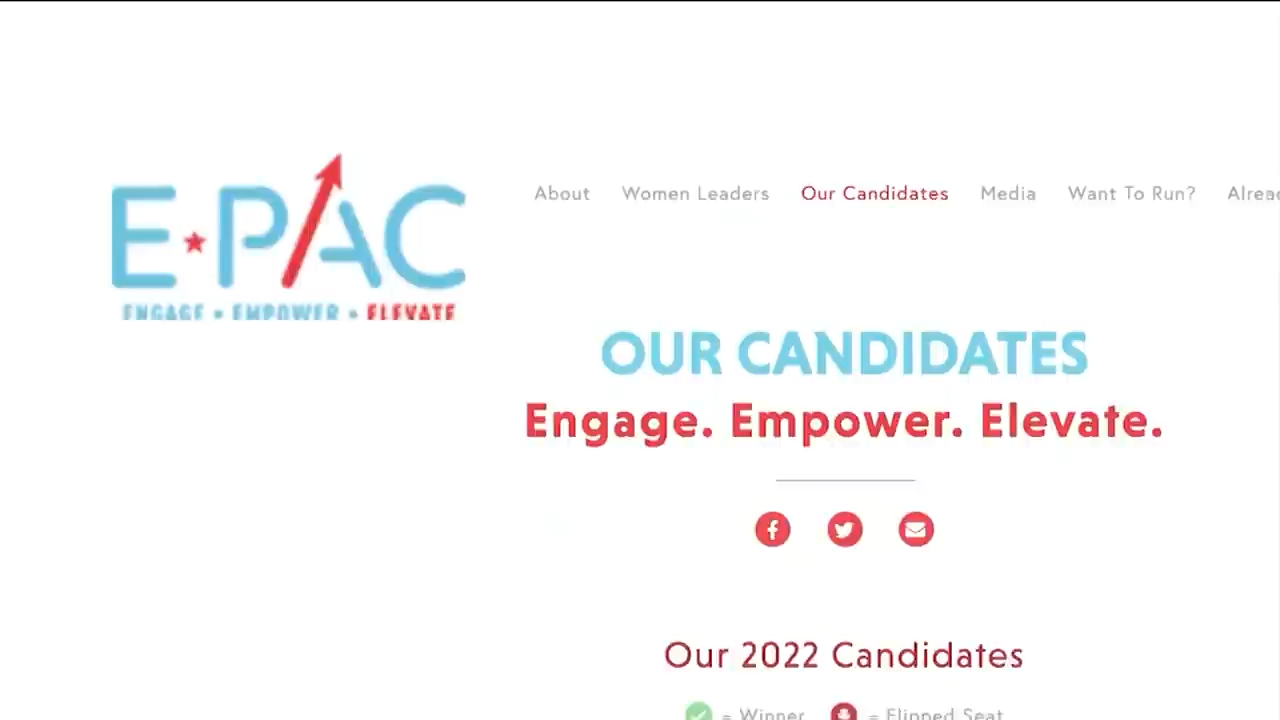 E★PAC
ENGAGE • EMPOWER • ELEVATE
About Women Leaders Our Candidates Media Want To Run?
OUR CANDIDATES
Engage. Empower. Elevate.
Our 2022 Candidates
= Winner = Flipped Seat